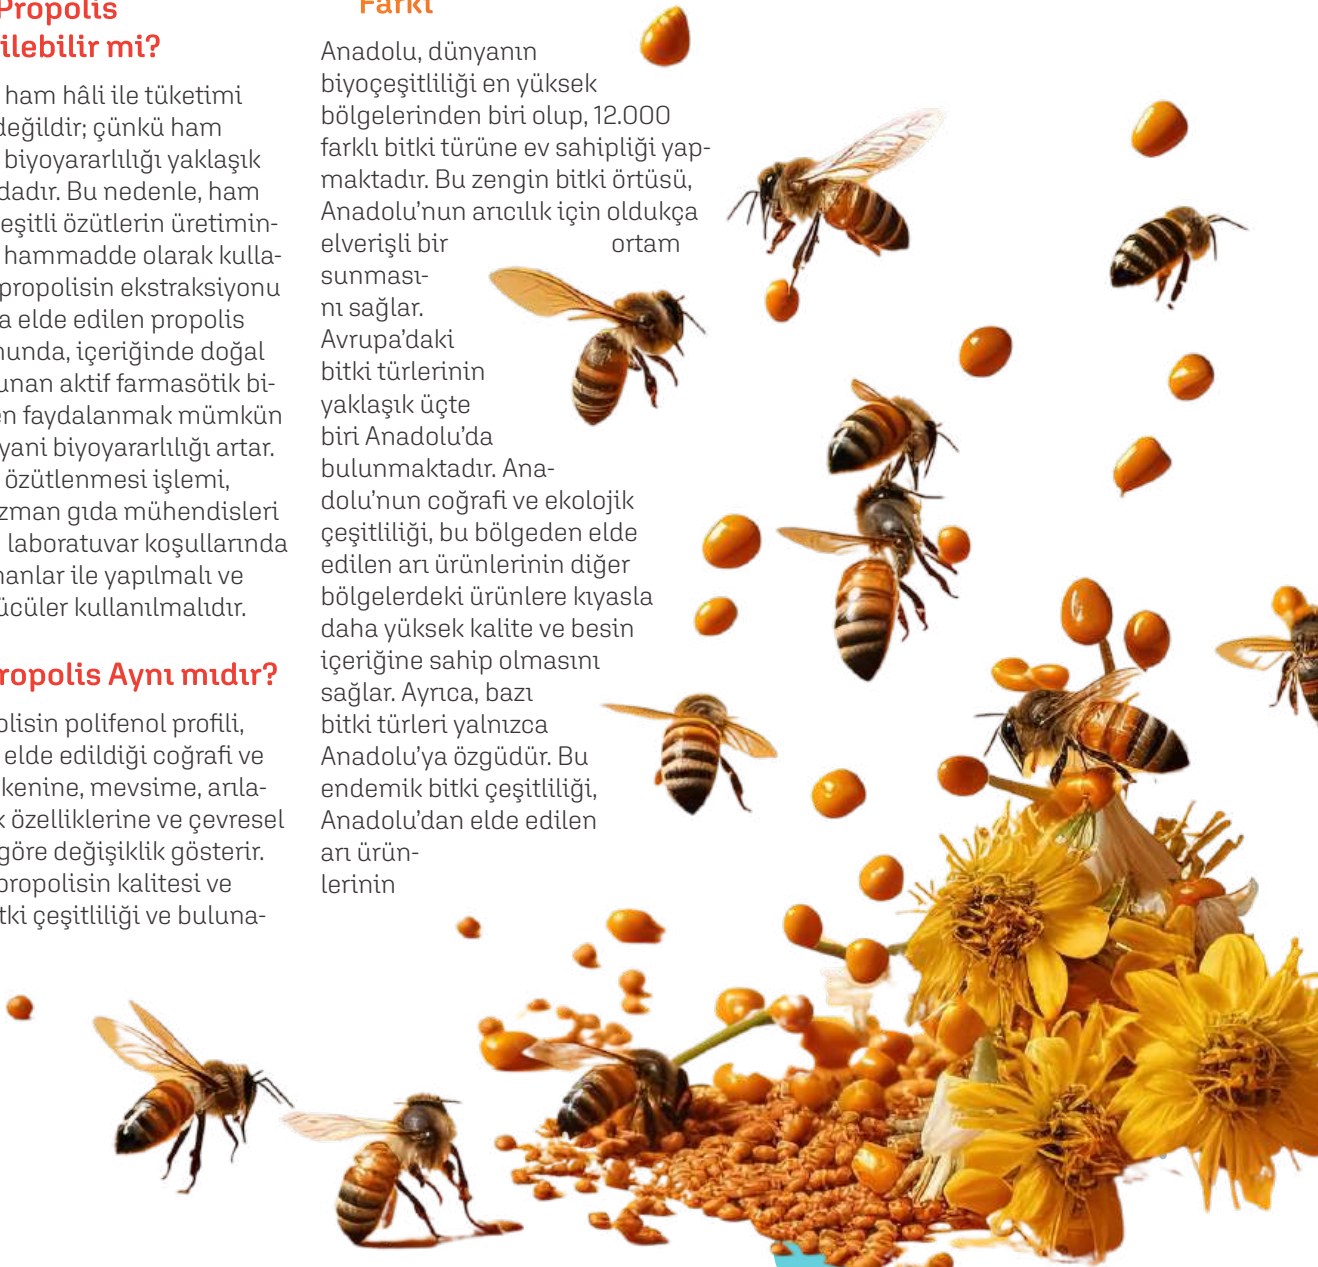 Propolis
ilebilir mi?
ham hâli ile tüketimi
değildir; çünkü ham
biyoyararlılığı yaklaşık
dadır. Bu nedenle, ham
eşitli özütlerin üretimin-
hammadde olarak kulla-
propolisin ekstraksiyonu
a elde edilen propolis
nunda, içeriğinde doğal
unan aktif farmasötik bi-
en faydalanmak mümkün
yani biyoyararlılığı artar.
özütlenmesi işlemi,
zman gıda mühendisleri
laboratuvar koşullarında
nanlar ile yapılmalı ve
ücüler kullanılmalıdır.
ropolis Aynı mıdır?
olisin polifenol profili,
elde edildiği coğrafi ve
kenine, mevsime, arıla-
k özelliklerine ve çevresel
göre değişiklik gösterir.
propolisin kalitesi ve
tki çeşitliliği ve buluna-
Farkı
Anadolu, dünyanın
biyoçeşitliliği en yüksek
bölgelerinden biri olup, 12.000
farklı bitki türüne ev sahipliği yap-
maktadır. Bu zengin bitki örtüsü,
Anadolu'nun arıcılık için oldukça
elverişli bir ortam
sunması-
nı sağlar.
Avrupa'daki
bitki türlerinin
yaklaşık üçte
biri Anadolu'da
bulunmaktadır. Ana-
dolu'nun coğrafi ve ekolojik
çeşitliliği, bu bölgeden elde
edilen arı ürünlerinin diğer
bölgelerdeki ürünlere kıyasla
daha yüksek kalite ve besin
içeriğine sahip olmasını
sağlar. Ayrıca, bazı
bitki türleri yalnızca
Anadolu'ya özgüdür. Bu
endemik bitki çeşitliliği,
Anadolu'dan elde edilen
arı ürün-
lerinin